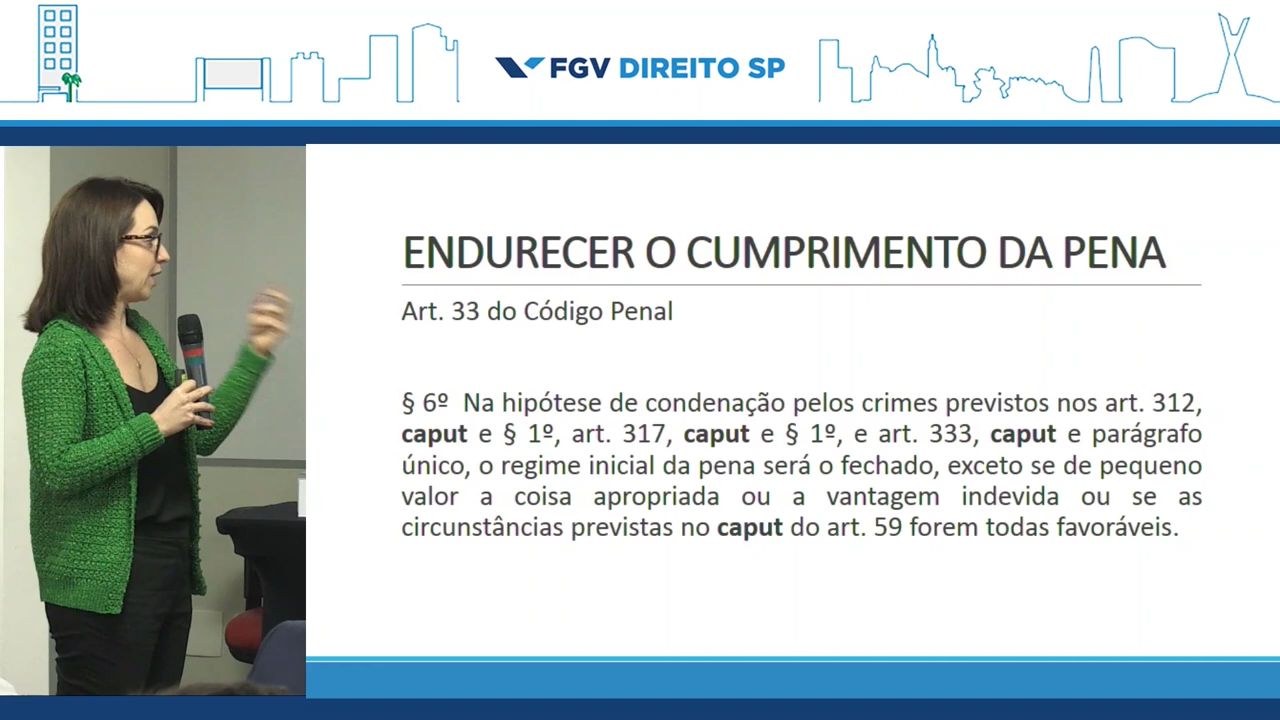 FGV DIREITO SP
ENDURECER O CUMPRIMENTO DA PENA
Art. 33 do Código Penal
§ 6º Na hipótese de condenação pelos crimes previstos nos art. 312,
caput e § 1º, art. 317, caput e § 1º, e art. 333, caput e parágrafo
único, o regime inicial da pena será o fechado, exceto se de pequeno
valor a coisa apropriada ou a vantagem indevida ou se as
circunstâncias previstas no caput do art. 59 forem todas favoráveis.